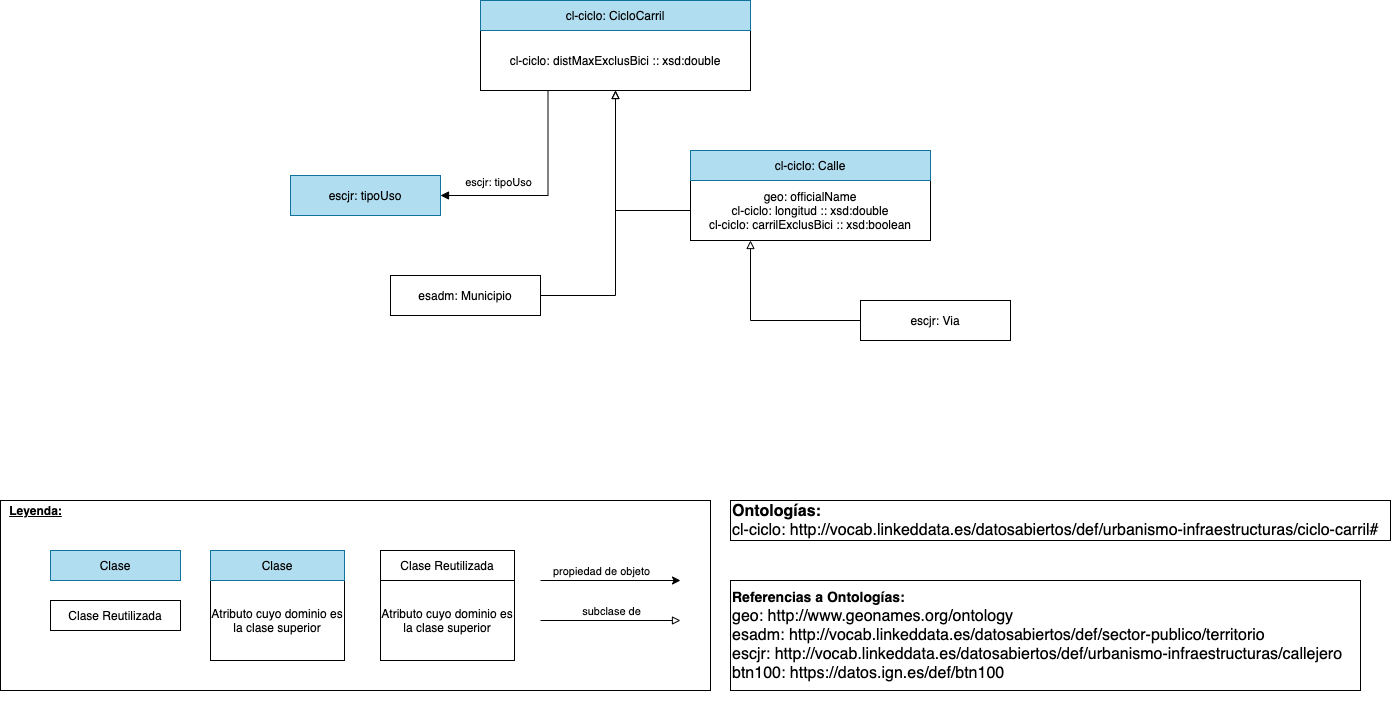 cl-ciclo: CicloCarril
cl-ciclo: distMaxExclusBici :: xsd:double
cl-ciclo: Calle
geo: officialName
cl-ciclo: longitud :: xsd:double
cl-ciclo: carrilExclusBici :: xsd:boolean
escjr: tipoUso
escjr: tipoUso
esadm: Municipio
escjr: Via
Leyenda:
Clase
Clase Reutilizada
Clase
Atributo cuyo dominio es
la clase superior
Clase Reutilizada
Atributo cuyo dominio es
la clase superior
propiedad de objeto
subclase de
Ontologías:
cl-ciclo: http://vocab.linkeddata.es/datosabiertos/def/urbanismo-infraestructuras/ciclo-carril#
Referencias a Ontologías:
geo: http://www.geonames.org/ontology
esadm: http://vocab.linkeddata.es/datosabiertos/def/sector-publico/territorio
escjr: http://vocab.linkeddata.es/datosabiertos/def/urbanismo-infraestructuras/callejero
btn100: https://datos.ign.es/def/btn100